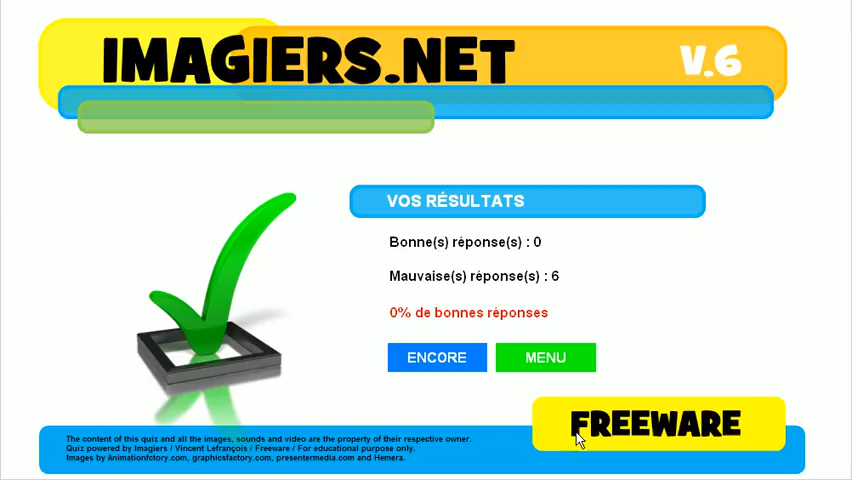 IMAGIERS.NET
V.6
VOS RÉSULTATS
Bonne(s) réponse(s) : 0
Mauvaise(s) réponse(s) : 6
0% de bonnes réponses
ENCORE
MENU
FREEWARE
The content of this quiz and all the images, sounds and video are the property of their respective owner.
Quiz powered by Imagiers / Vincent Lefrançois / Freeware / For educational purpose only.
Images by Animationfctory.com, graphicsfactory.com, presentermedia.com and Hemera.